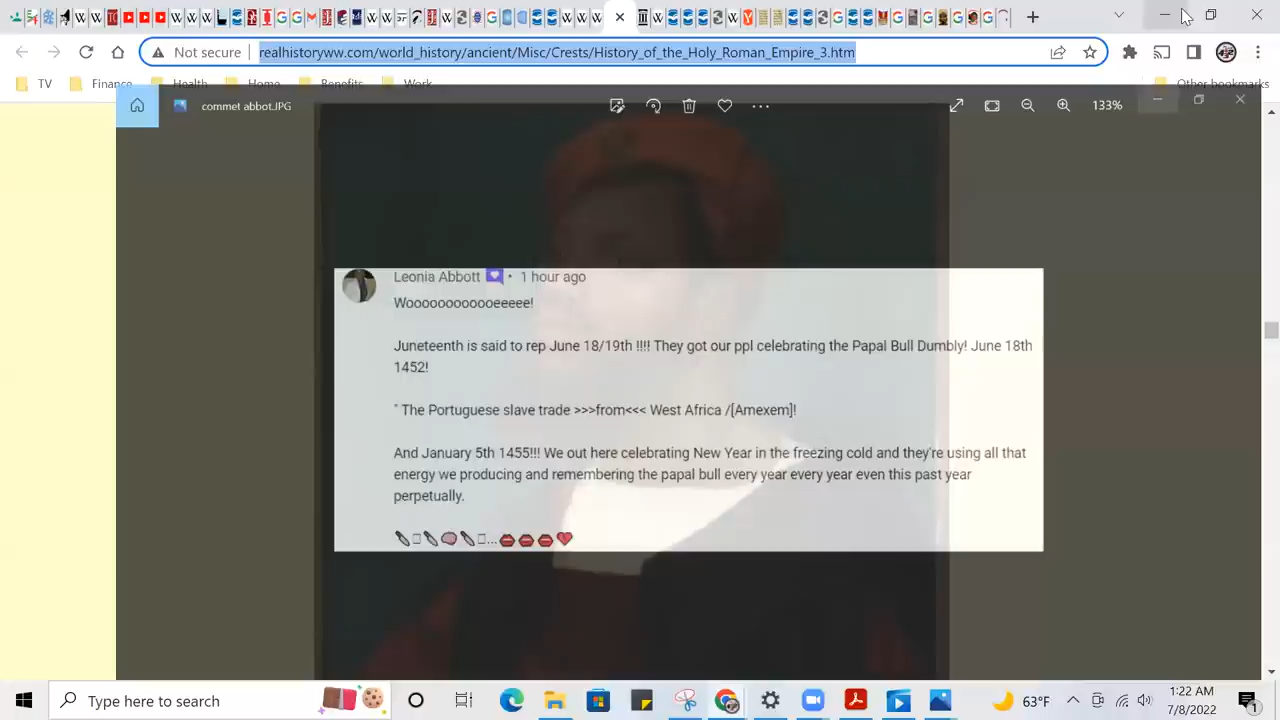 Not secure
realhistoryww.com/world_history/ancient/Misc/Crests/History_of_the_Holy_Roman_Empire_3.htm
TV Finance Health Home Benefits Work Other bookmarks
commet abbot.JPG
133%
Leonia Abbott • 1 hour ago
Woooooooooooeeeee!
Juneteenth is said to rep June 18/19th !!!! They got our ppl celebrating the Papal Bull Dumbly! June 18th
1452!
" The Portuguese slave trade >>>from<<< West Africa /[Amexem]!
And January 5th 1455!!! We out here celebrating New Year in the freezing cold and they're using all that
energy we producing and remembering the papal bull every year every year even this past year
perpetually.
Type here to search
63°F
1:22 AM
7/8/2022